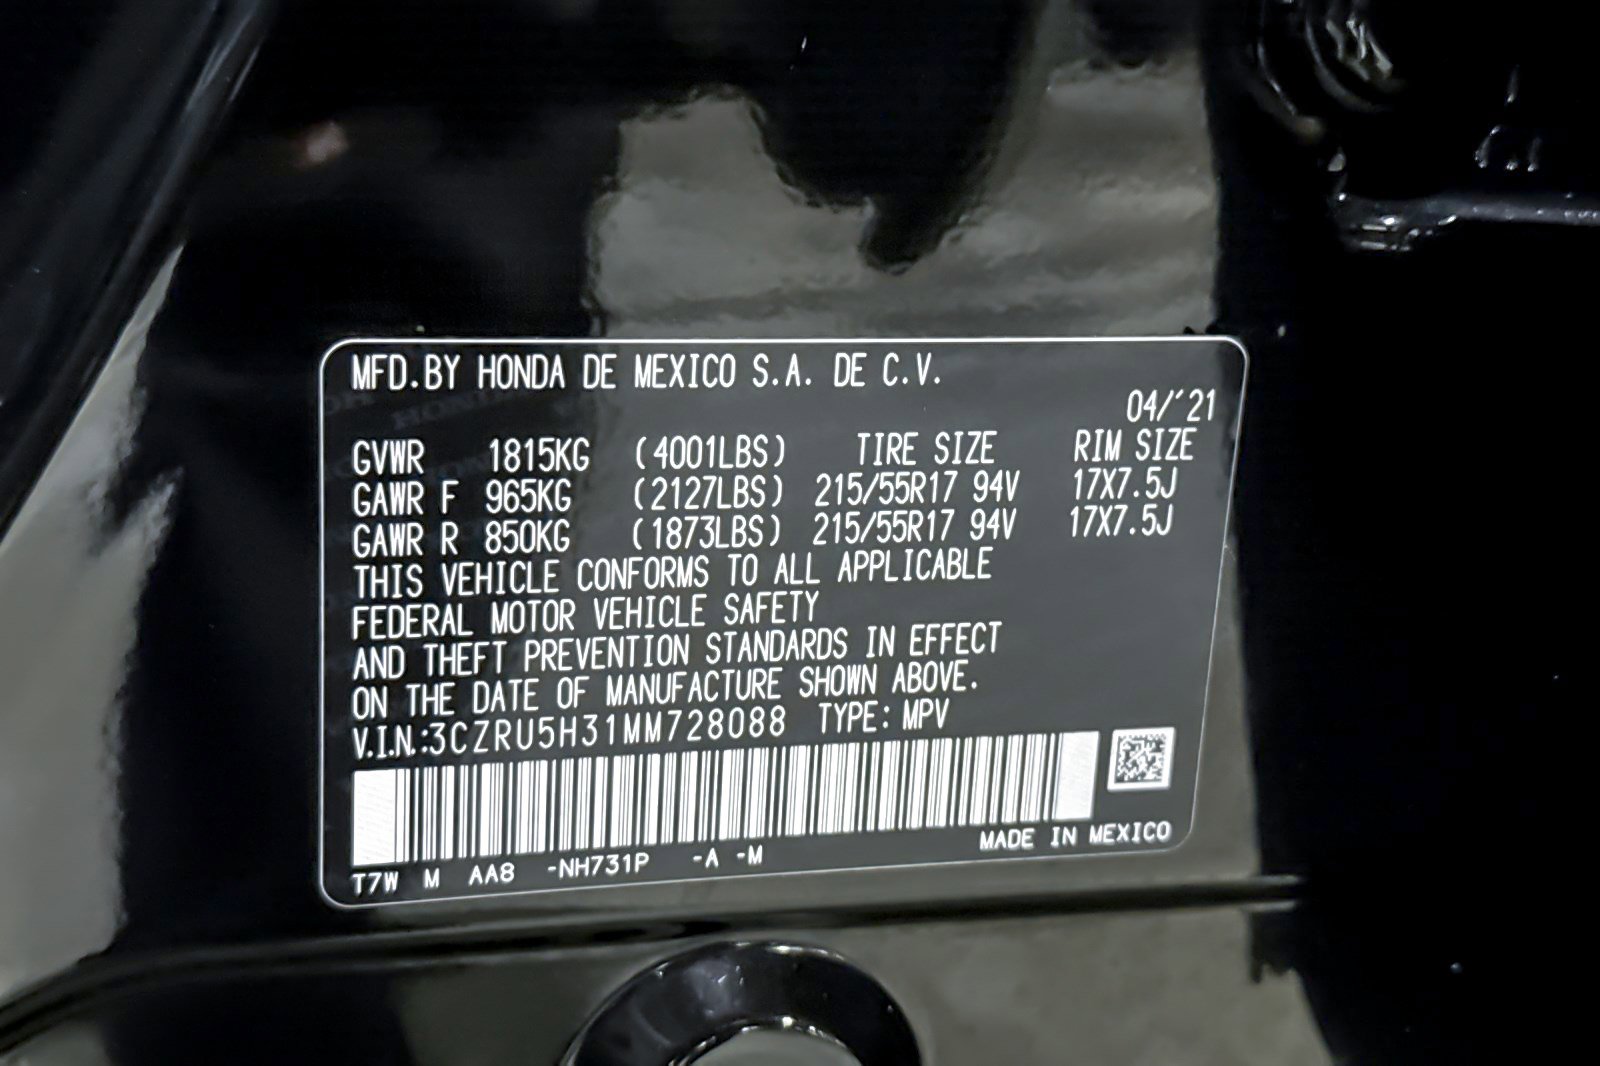 MFD.BY HONDA DE MEXICO S.A. DE C.V.
04/'21
GVWR 1815KG (4001LBS) TIRE SIZE RIM SIZE
GAWR F 965KG (2127LBS) 215/55R17 94V 17X7.5J
GAWR R 850KG (1873LBS) 215/55R17 94V 17X7.5J
THIS VEHICLE CONFORMS TO ALL APPLICABLE
FEDERAL MOTOR VEHICLE SAFETY
AND THEFT PREVENTION STANDARDS IN EFFECT
ON THE DATE OF MANUFACTURE SHOWN ABOVE.
V.I.N.:3CZRU5H31MM728088 TYPE: MPV
MADE IN MEXICO
T7W M AA8 -NH731P -A -M